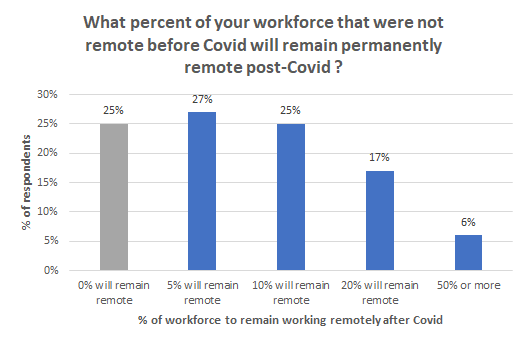 What percent of your workforce that were not
remote before Covid will remain permanently
remote post-Covid ?
30%
25%
20%
15%
10%
5%
0%
% of respondents
25%
27%
25%
17%
6%
0% will remain
remote
5% will remain
remote
10% will remain
remote
20% will remain
remote
50% or more
% of workforce to remain working remotely after Covid